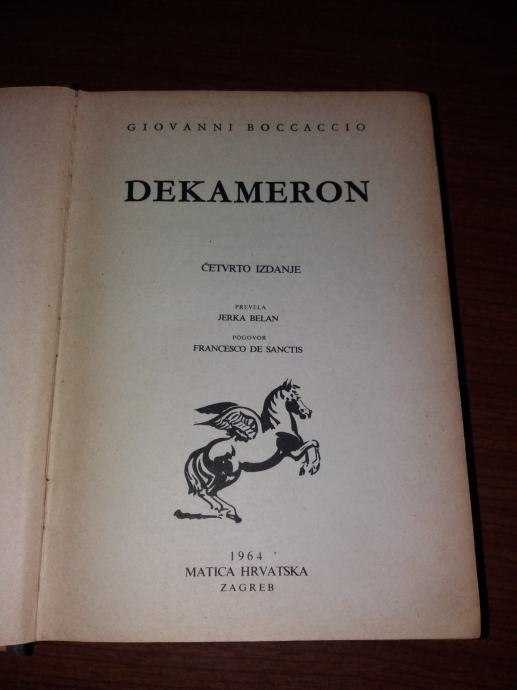 GIOVANNI BOCCACCIO
DEKAMERON
ČETVRTO IZDANJE
PREVELA
JERKA BELAN
POGOVOR
FRANCESCO DE SANCTIS
1964
MATICA HRVATSKA
ZAGREB